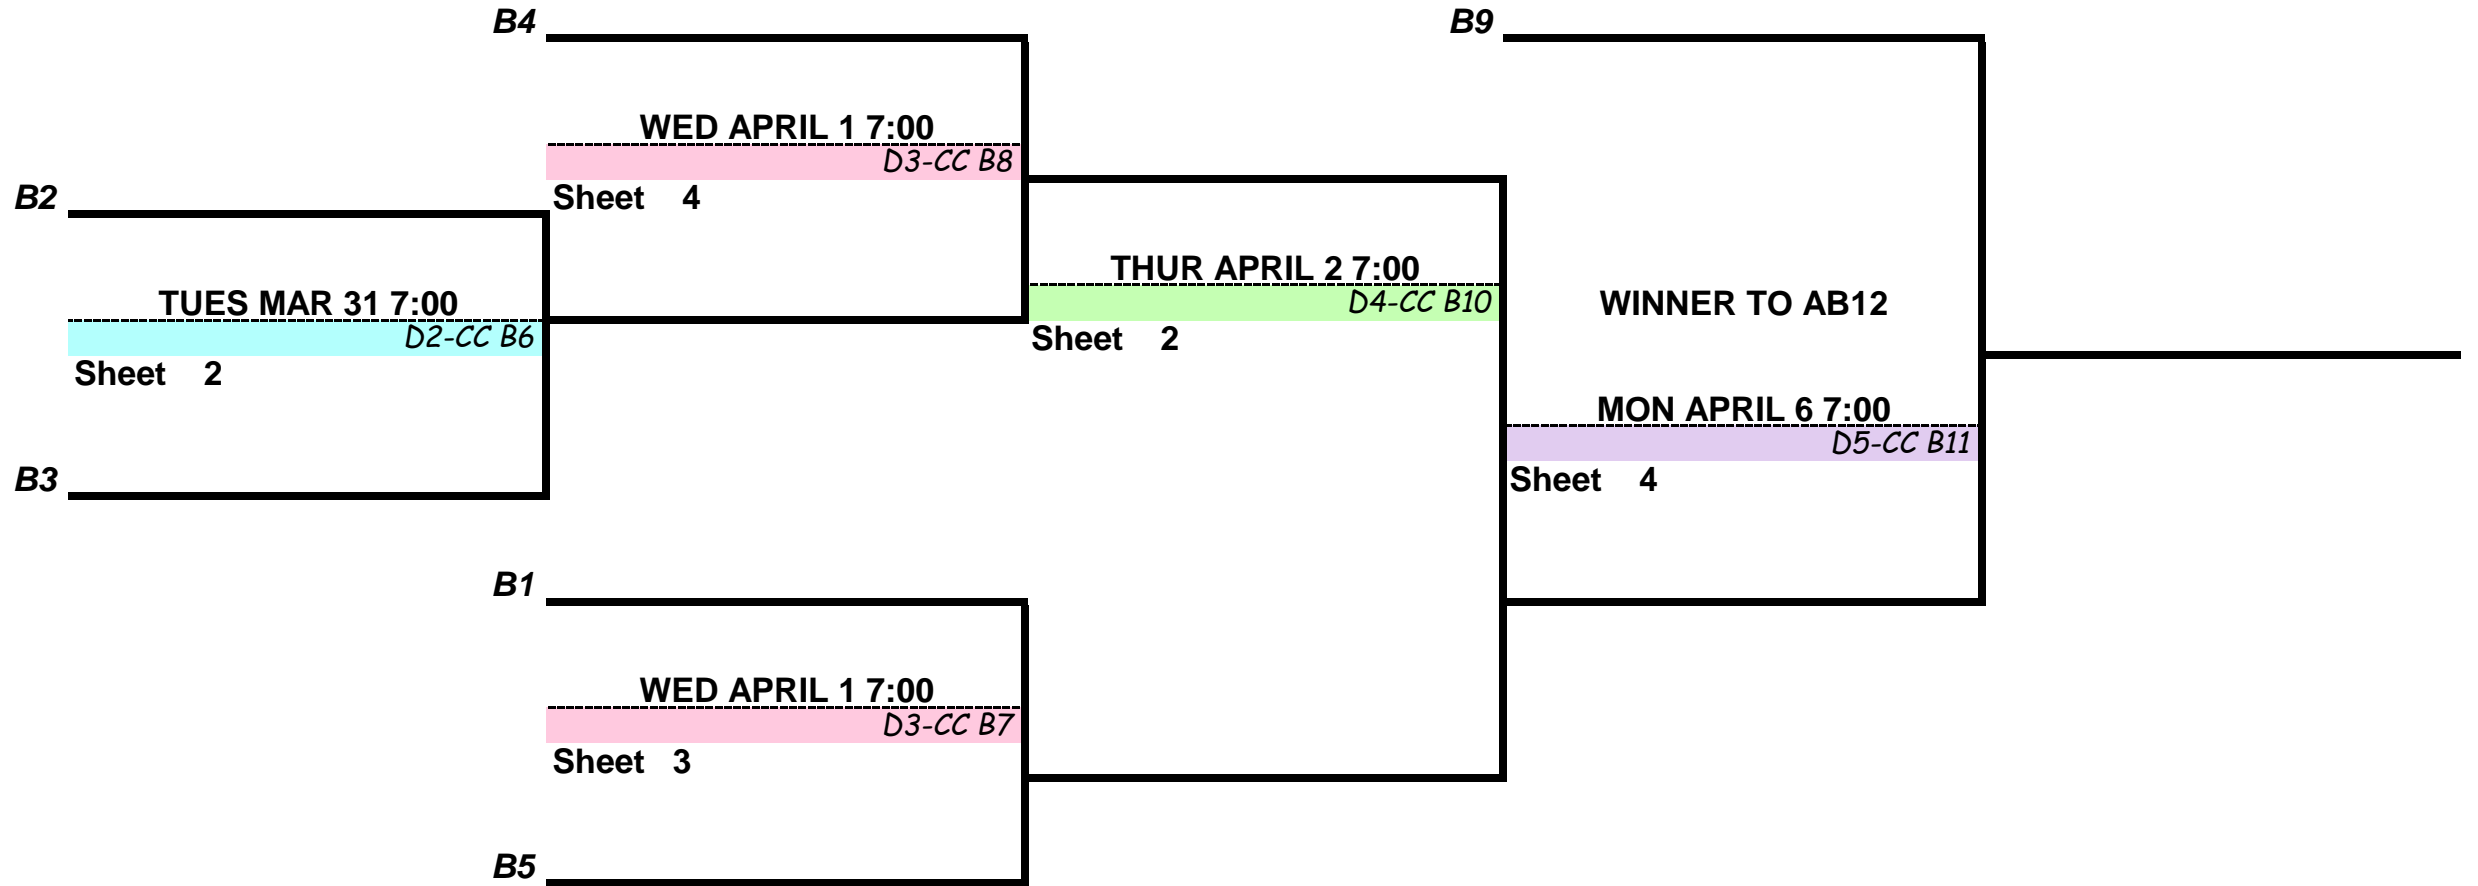 B4
B9
WED APRIL 1 7:00
D3-CC B8
B2
Sheet 4
THUR APRIL 2 7:00
TUES MAR 31 7:00
D4-CC B10
WINNER TO AB12
D2-CC B6
Sheet 2
Sheet 2
MON APRIL 6 7:00
D5-CC B11
B3
Sheet 4
B1
WED APRIL 1 7:00
D3-CC B7
Sheet 3
B5